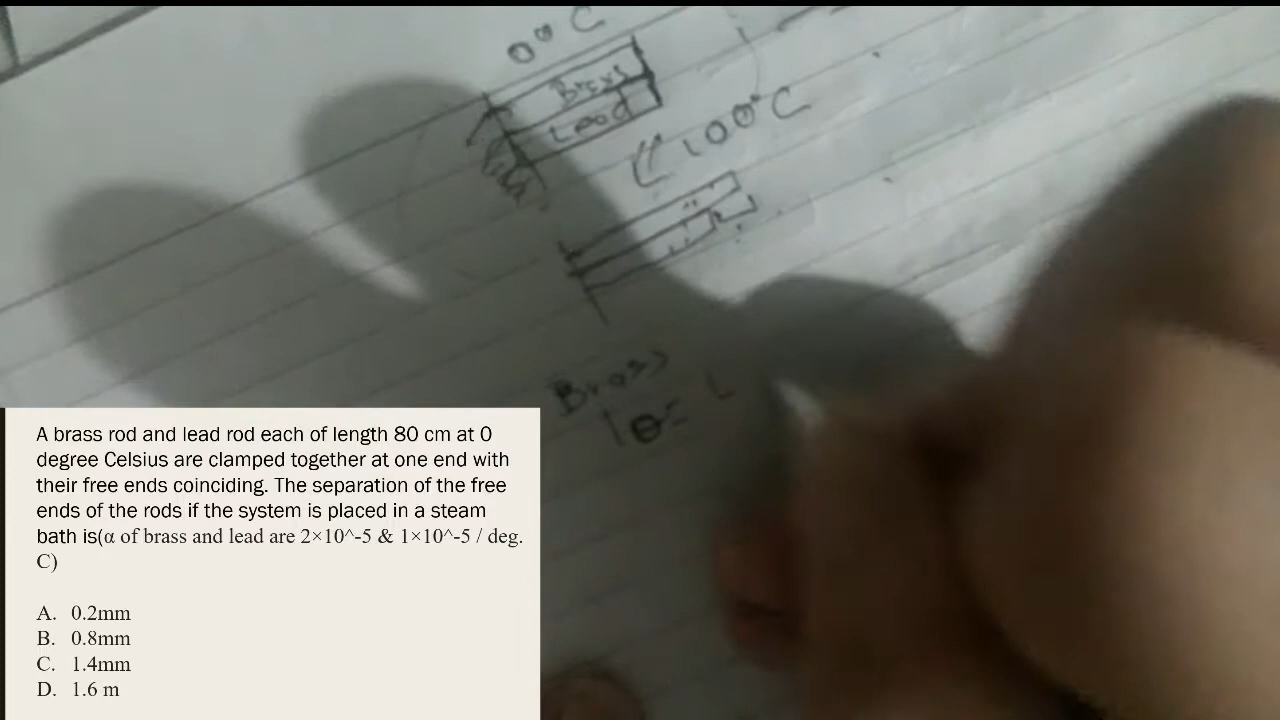 0°C
Brass
Lead
100°C
Brass
lθ= L
A brass rod and lead rod each of length 80 cm at 0
degree Celsius are clamped together at one end with
their free ends coinciding. The separation of the free
ends of the rods if the system is placed in a steam
bath is(α of brass and lead are 2×10^-5 & 1×10^-5 / deg.
C)
A. 0.2mm
B. 0.8mm
C. 1.4mm
D. 1.6 m